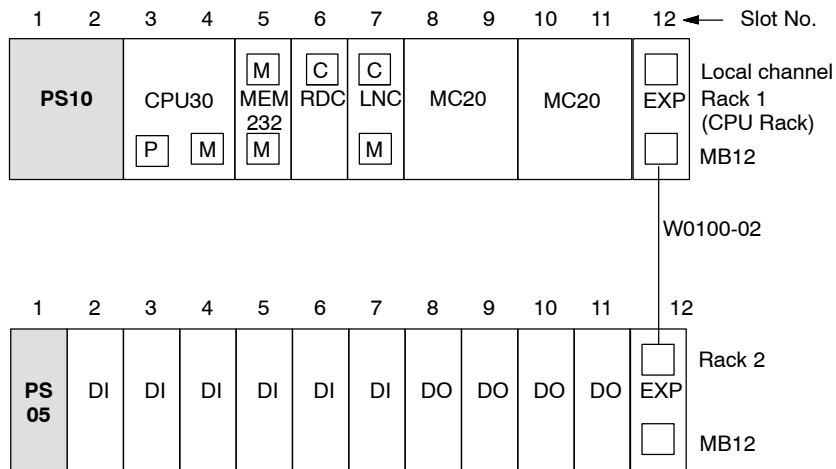 1 2 3 4 5 6 7 8 9 10 11 12 Slot No.
M C C Local channel
PS10 CPU30 MEM RDC LNC MC20 MC20 EXP Rack 1
232 (CPU Rack)
P M M M MB12
W0100-02
1 2 3 4 5 6 7 8 9 10 11 12
Rack 2
PS DI DI DI DI DI DI DO DO DO DO EXP
05
MB12